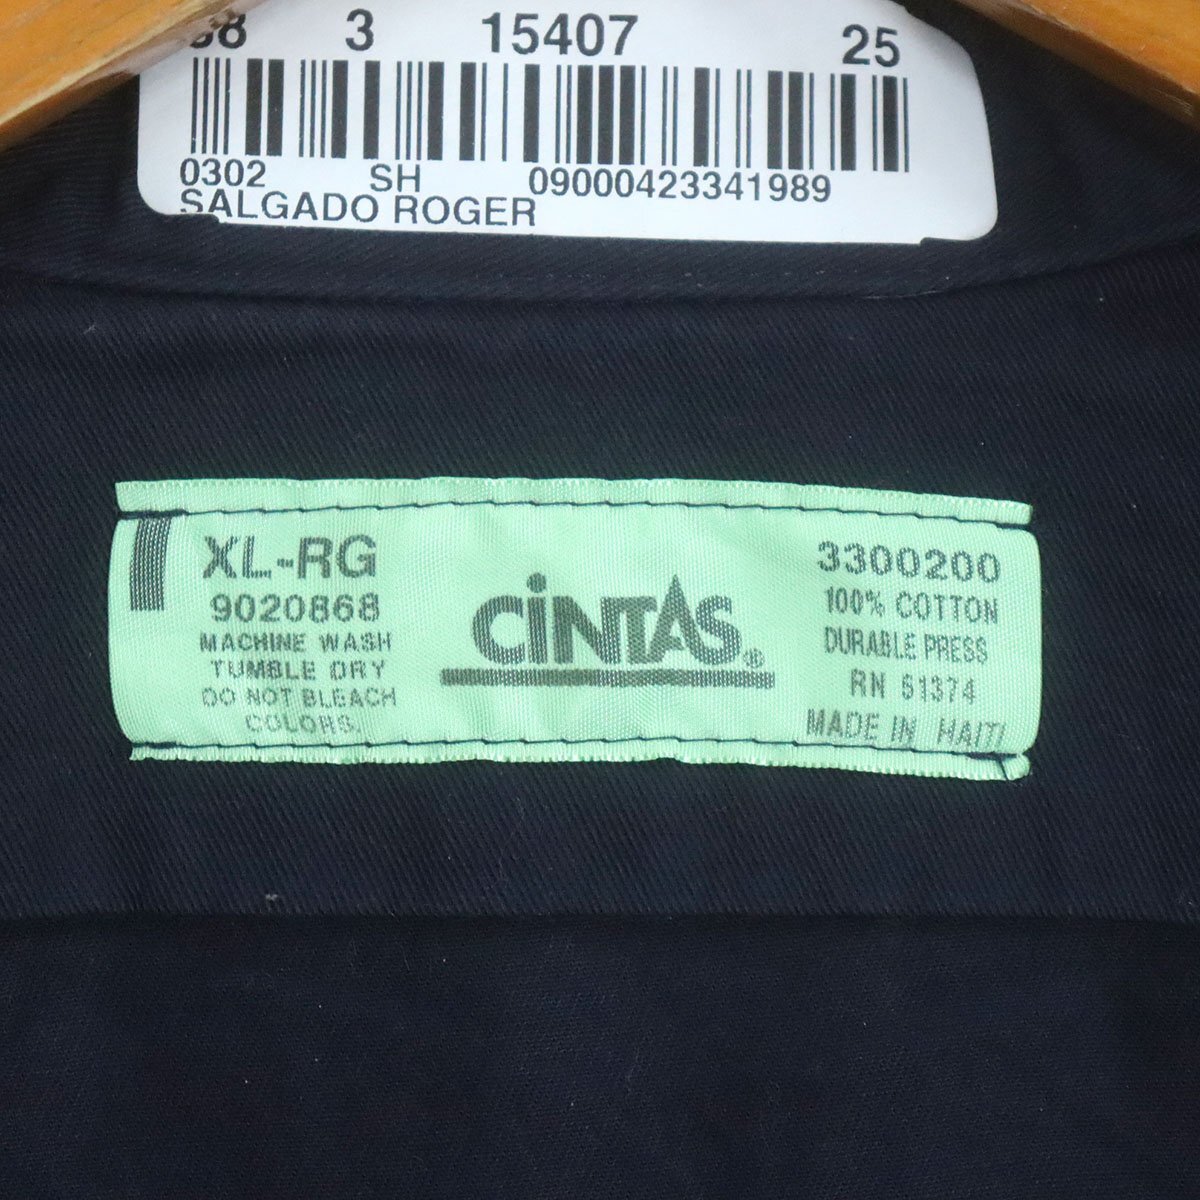 3 15407 25
0302 SH 09000423341989
SALGADO ROGER
XL-RG
9020868
MACHINE WASH
TUMBLE DRY
DO NOT BLEACH
COLORS.
CiNTAS®
3300200
100% COTTON
DURABLE PRESS
RN 61374
MADE IN HAITI